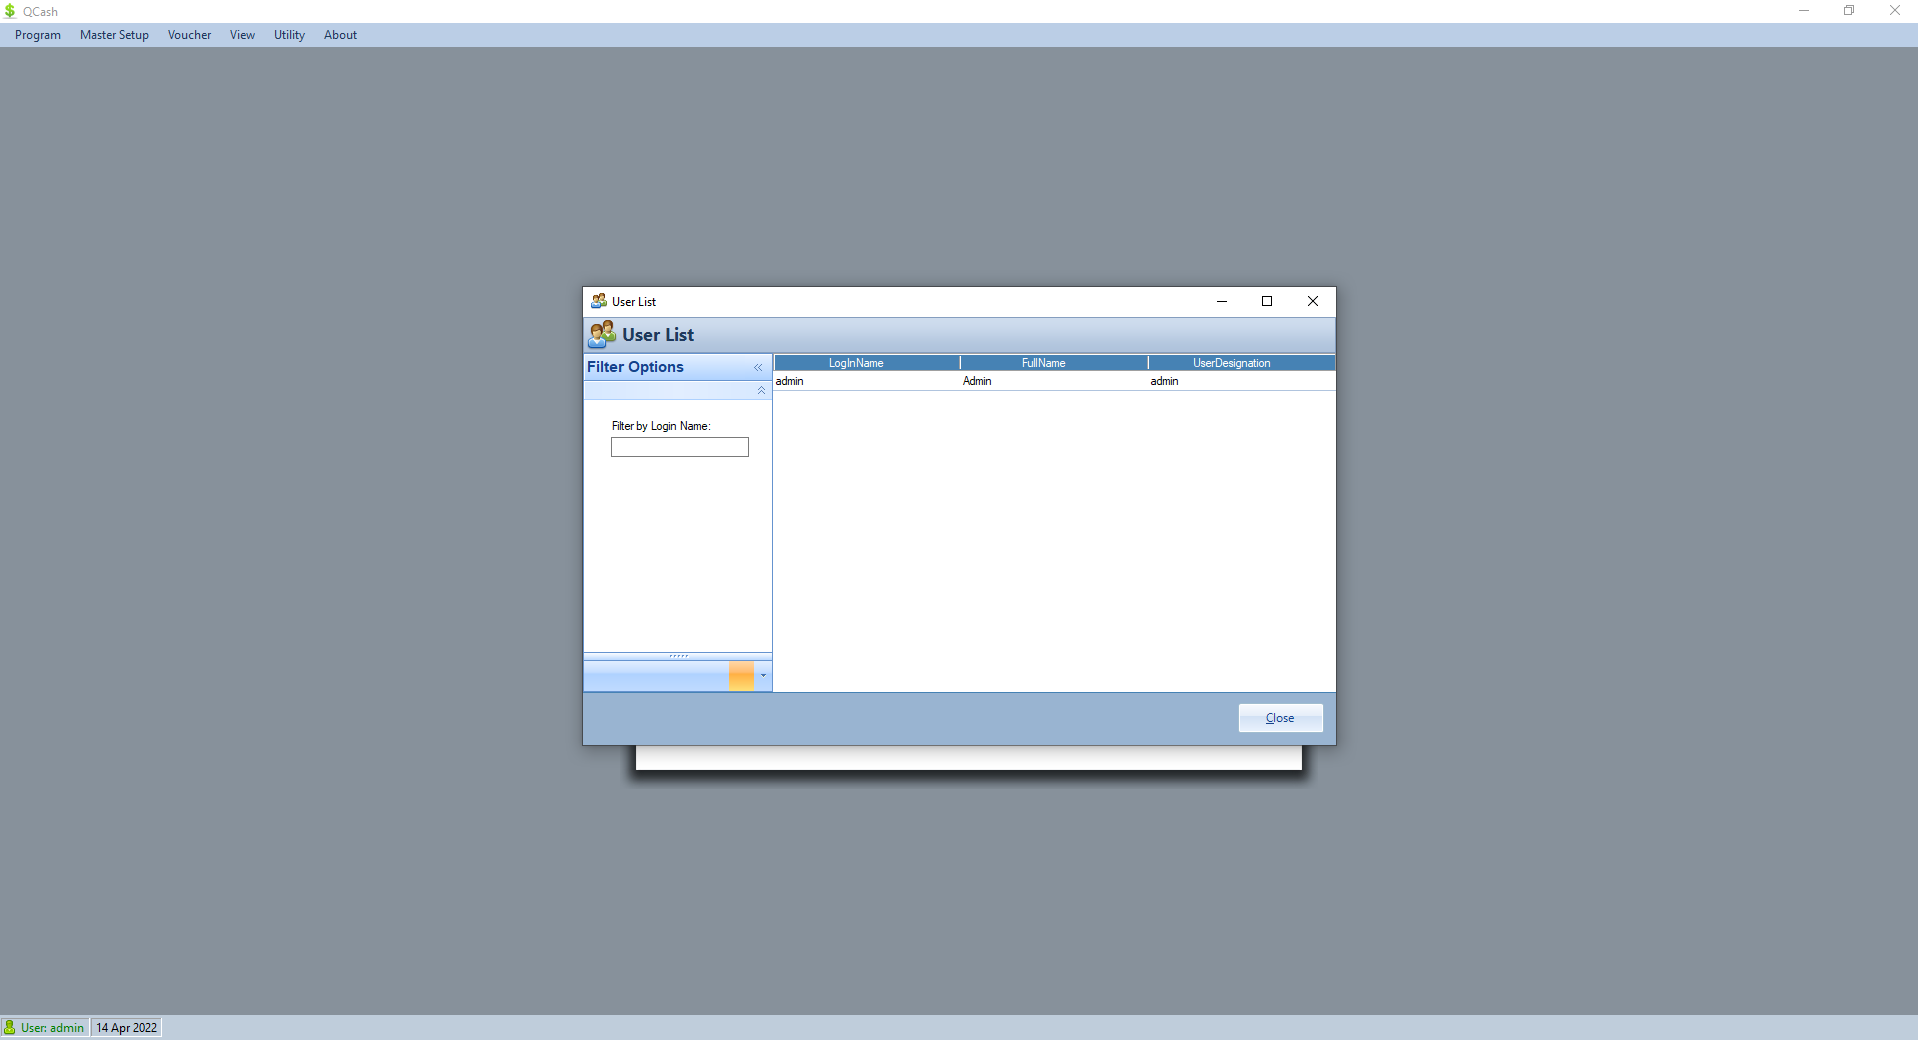 QCash
Program Master Setup Voucher View Utility About
User List
User List
Filter Options
LogInName FullName UserDesignation
admin Admin admin
Filter by Login Name:
Close
User: admin 14 Apr 2022